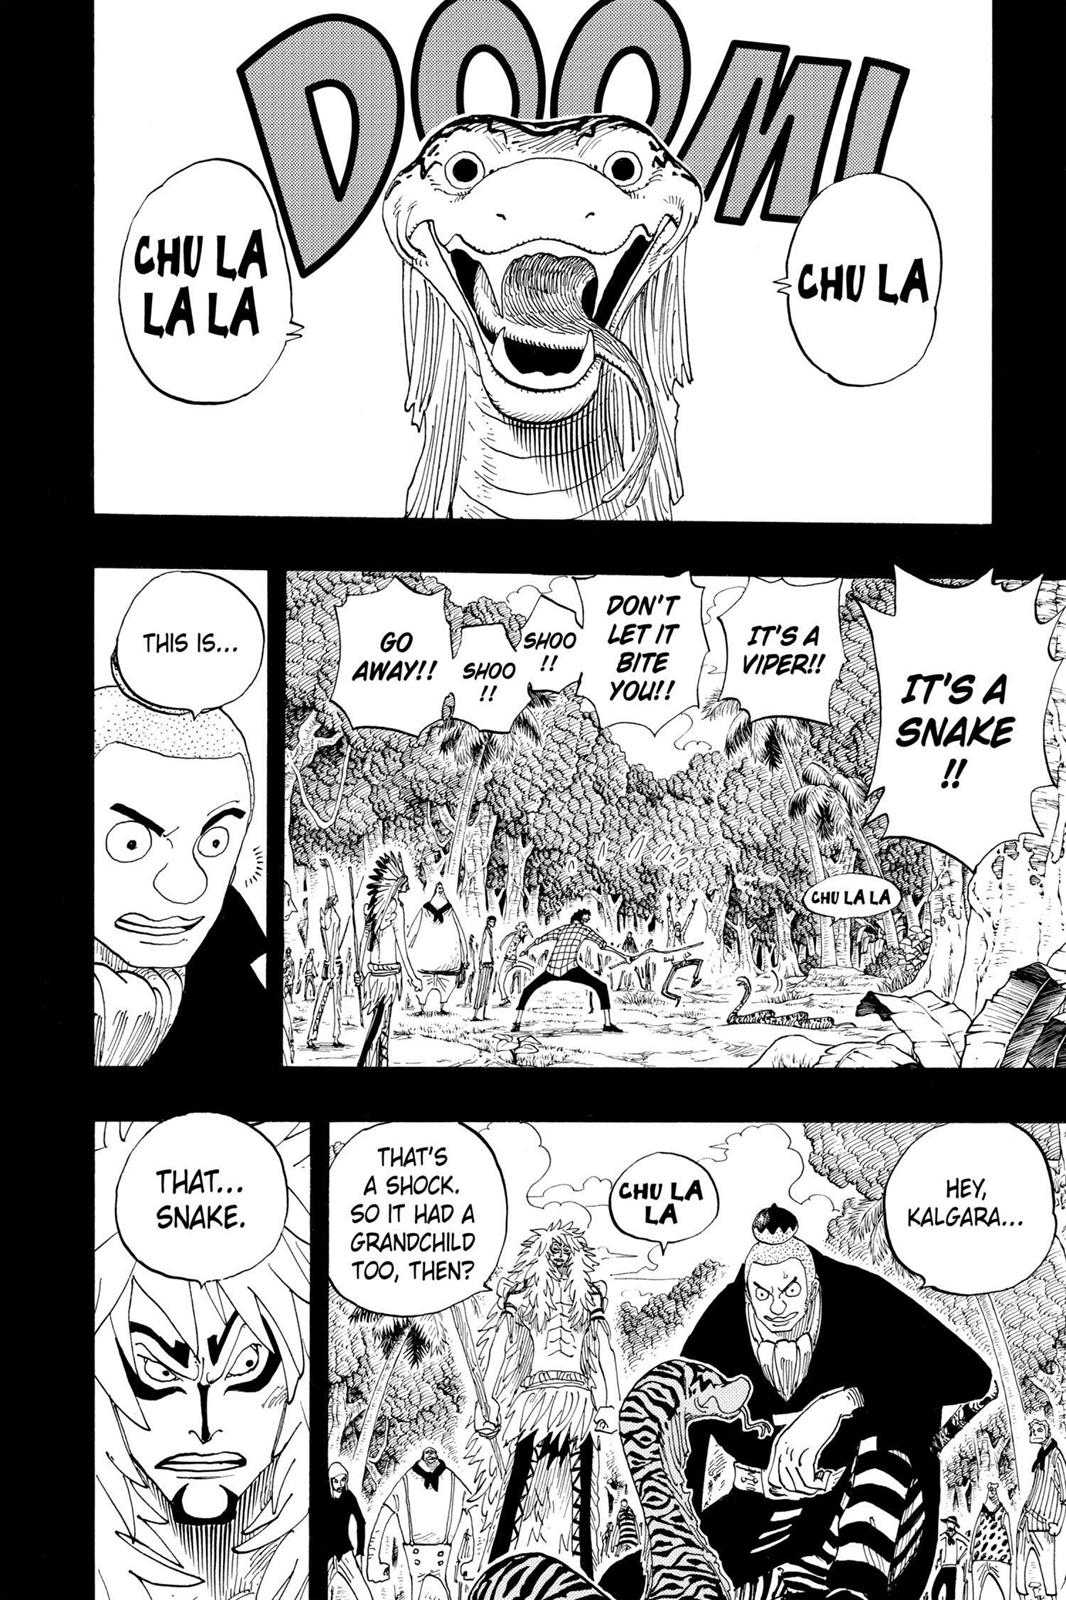 DOOM!
CHU LA
CHU LA
LA LA
IT'S A
SNAKE
!!
IT'S A
VIPER!!
DON'T
LET IT
BITE
YOU!!
SHOO
!!
SHOO
!!
GO
AWAY!!
CHU LA LA
THIS IS...
HEY,
KALGARA...
CHU LA
LA
THAT'S
A SHOCK.
SO IT HAD A
GRANDCHILD
TOO, THEN?
THAT...
SNAKE.